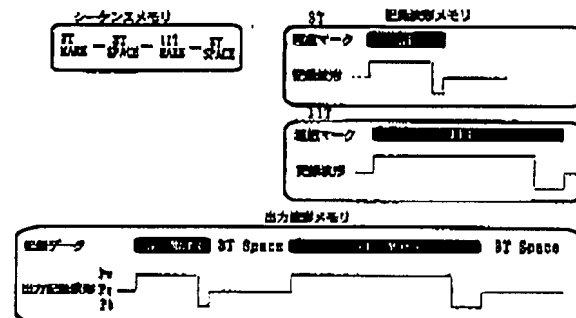 シーケンスメモリ
3T MARK - 3T SPACE - 11T MARK - 3T SPACE
記録波形メモリ
3T
記録マーク
記録波形
11T
記録マーク
記録波形
出力波形メモリ
記録データ 3T Space 3T Space
出力記録波形
Pw
Pb